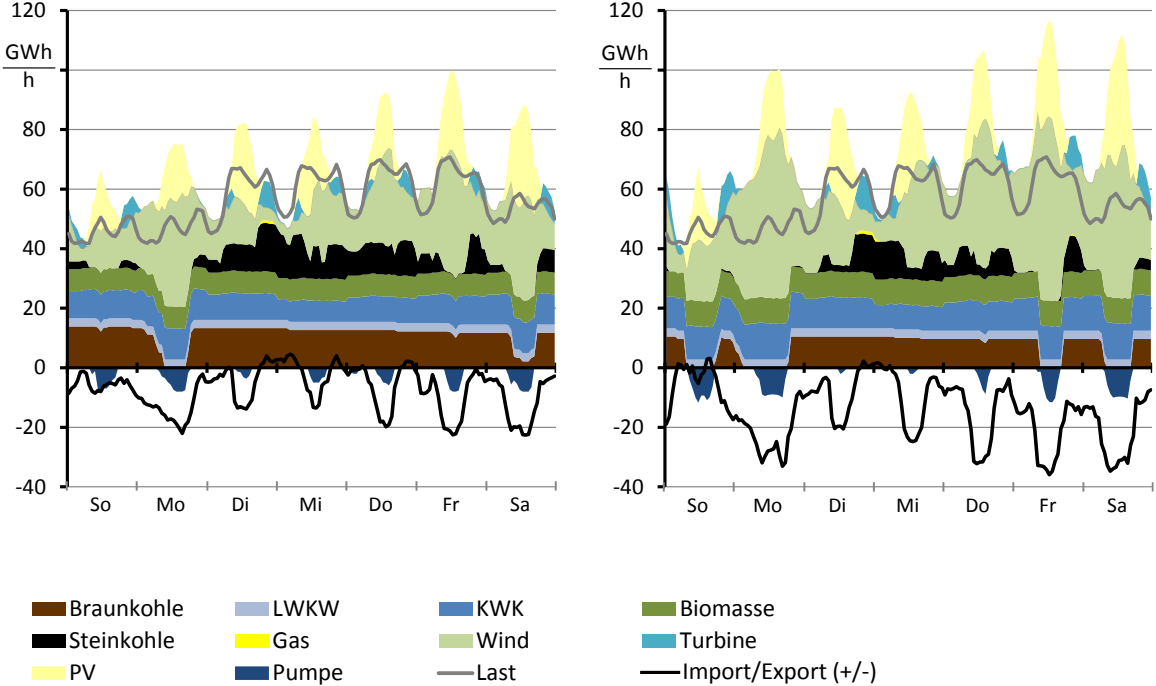 120 120
GWh GWh
h h
80 80
60 60
40 40
20 20
0 0
-20 -20
-40 -40
So Mo Di Mi Do Fr Sa So Mo Di Mi Do Fr Sa
Braunkohle LWKW KWK Biomasse
Steinkohle Gas Wind Turbine
PV Pumpe Last Import/Export (+/-)